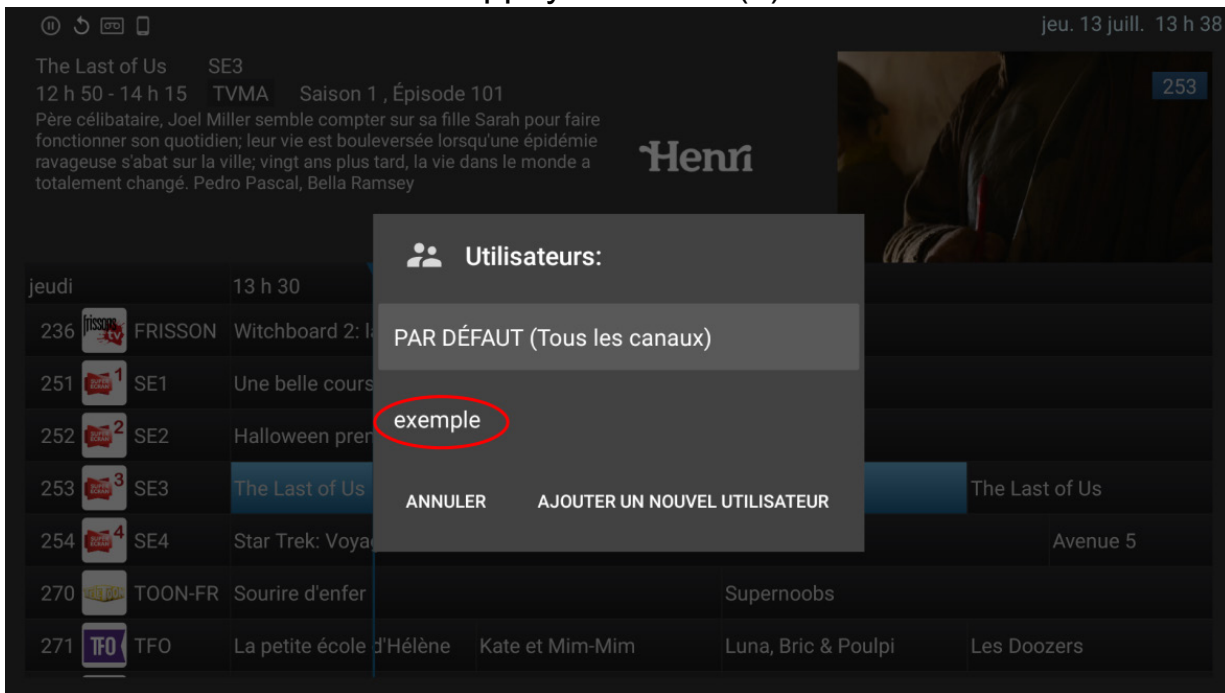 jeu. 13 juill. 13 h 38
The Last of Us SE3
253
12 h 50 - 14 h 15 TVMA Saison 1 , Épisode 101
Père célibataire, Joel Miller semble compter sur sa fille Sarah pour faire
fonctionner son quotidien; leur vie est bouleversée lorsqu'une épidémie
ravageuse s'abat sur la ville; vingt ans plus tard, la vie dans le monde a
totalement changé. Pedro Pascal, Bella Ramsey
Henri
Utilisateurs:
PAR DÉFAUT (Tous les canaux)
exemple
ANNULER AJOUTER UN NOUVEL UTILISATEUR
jeudi 13 h 30
236 FRISSON Witchboard 2:
251 1 SE1 Une belle cours
252 2 SE2 Halloween
253 3 SE3 The Last of Us The Last of Us
254 4 SE4 Star Trek: Avenue 5
270 TOON-FR Sourire d'enfer Supernoobs
271 TFO TFO La petite école d'Hélène Kate et Mim-Mim Luna, Bric & Poulpi Les Doozers